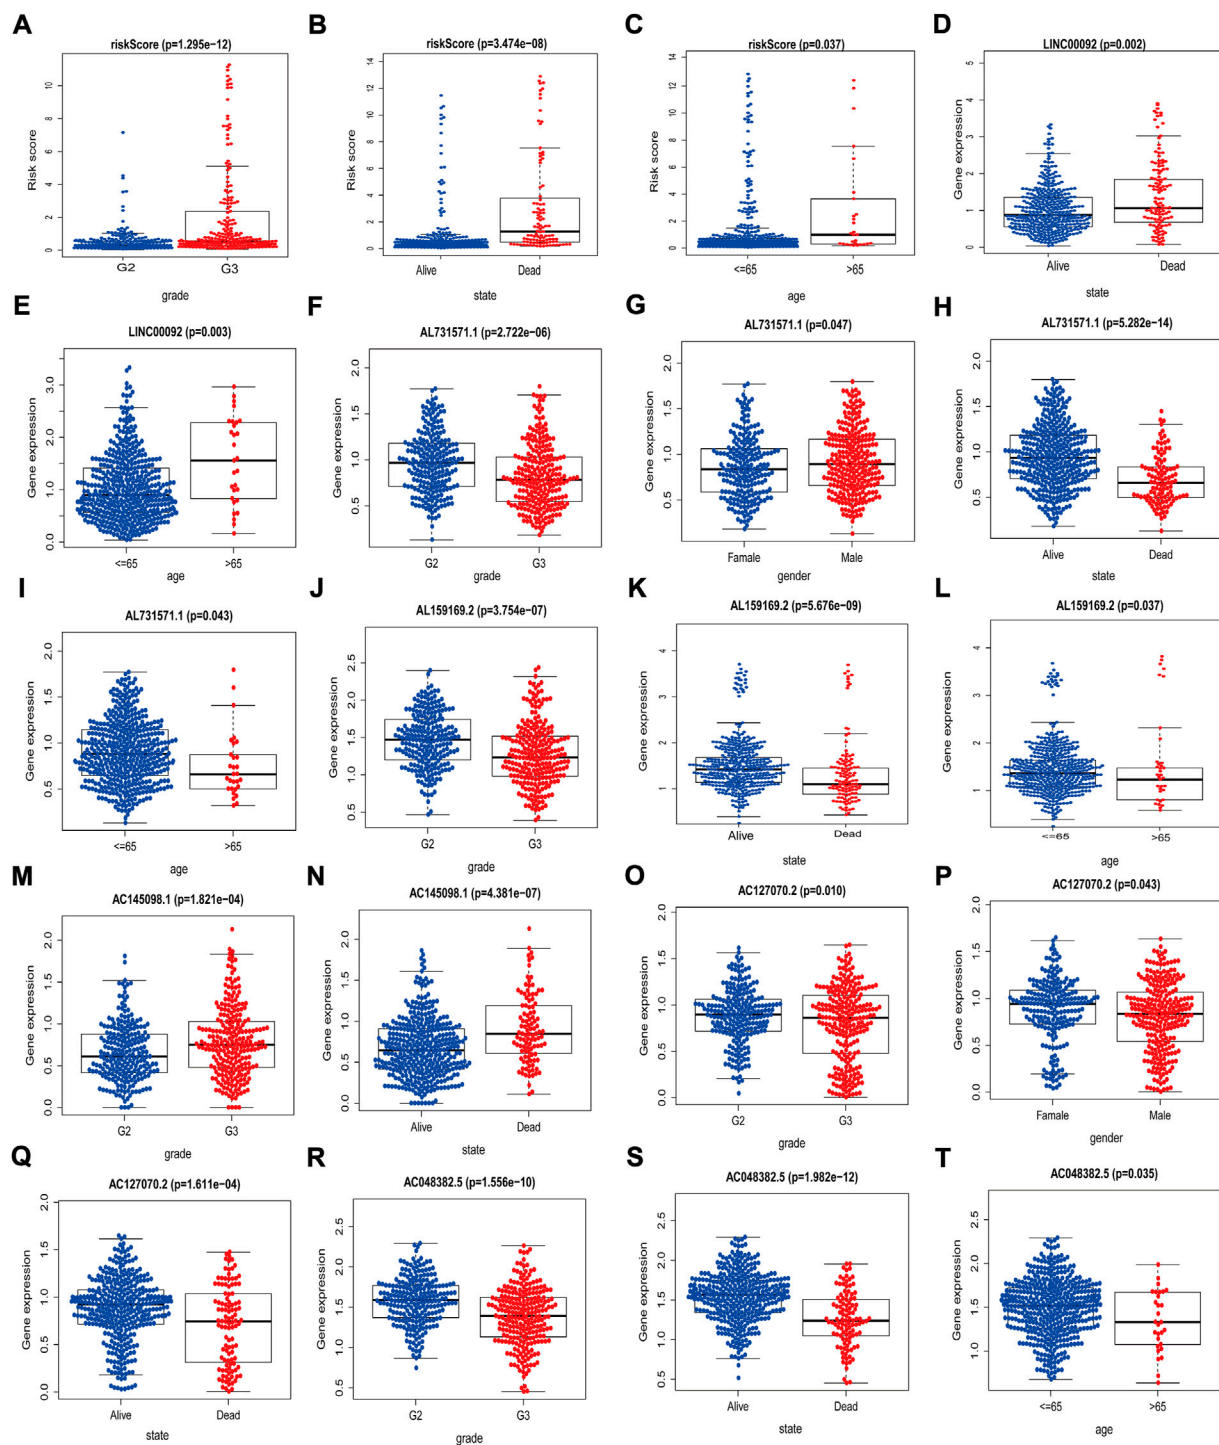 A
riskScore (p=1.295e−12)
Risk score
10
8
6
4
2
0
G2
G3
grade
B
riskScore (p=3.474e−08)
Risk score
14
12
10
8
6
4
2
0
Alive
Dead
state
C
riskScore (p=0.037)
Risk score
14
12
10
8
6
4
2
0
<=65
>65
age
D
LINC00092 (p=0.002)
Gene expression
5
4
3
2
1
0
Alive
Dead
state
E
LINC00092 (p=0.003)
Gene expression
3.0
2.0
1.0
0.0
<=65
>65
age
F
AL731571.1 (p=2.722e−06)
Gene expression
2.0
1.5
1.0
0.5
G2
G3
grade
G
AL731571.1 (p=0.047)
Gene expression
2.0
1.5
1.0
0.5
Famale
Male
gender
H
AL731571.1 (p=5.282e−14)
Gene expression
2.0
1.5
1.0
0.5
Alive
Dead
state
I
AL731571.1 (p=0.043)
Gene expression
2.0
1.5
1.0
0.5
<=65
>65
age
J
AL159169.2 (p=3.754e−07)
Gene expression
2.5
2.0
1.5
1.0
0.5
G2
G3
grade
K
AL159169.2 (p=5.676e−09)
Gene expression
4
3
2
1
Alive
Dead
state
L
AL159169.2 (p=0.037)
Gene expression
4
3
2
1
<=65
>65
age
M
AC145098.1 (p=1.821e−04)
Gene expression
2.0
1.5
1.0
0.5
0.0
G2
G3
grade
N
AC145098.1 (p=4.381e−07)
Gene expression
2.0
1.5
1.0
0.5
0.0
Alive
Dead
state
O
AC127070.2 (p=0.010)
Gene expression
2.0
1.5
1.0
0.5
0.0
G2
G3
grade
P
AC127070.2 (p=0.043)
Gene expression
2.0
1.5
1.0
0.5
0.0
Famale
Male
gender
Q
AC127070.2 (p=1.611e−04)
Gene expression
2.0
1.5
1.0
0.5
0.0
Alive
Dead
state
R
AC048382.5 (p=1.556e−10)
Gene expression
2.5
2.0
1.5
1.0
0.5
G2
G3
grade
S
AC048382.5 (p=1.982e−12)
Gene expression
2.5
2.0
1.5
1.0
0.5
Alive
Dead
state
T
AC048382.5 (p=0.035)
Gene expression
2.5
2.0
1.5
1.0
<=65
>65
age